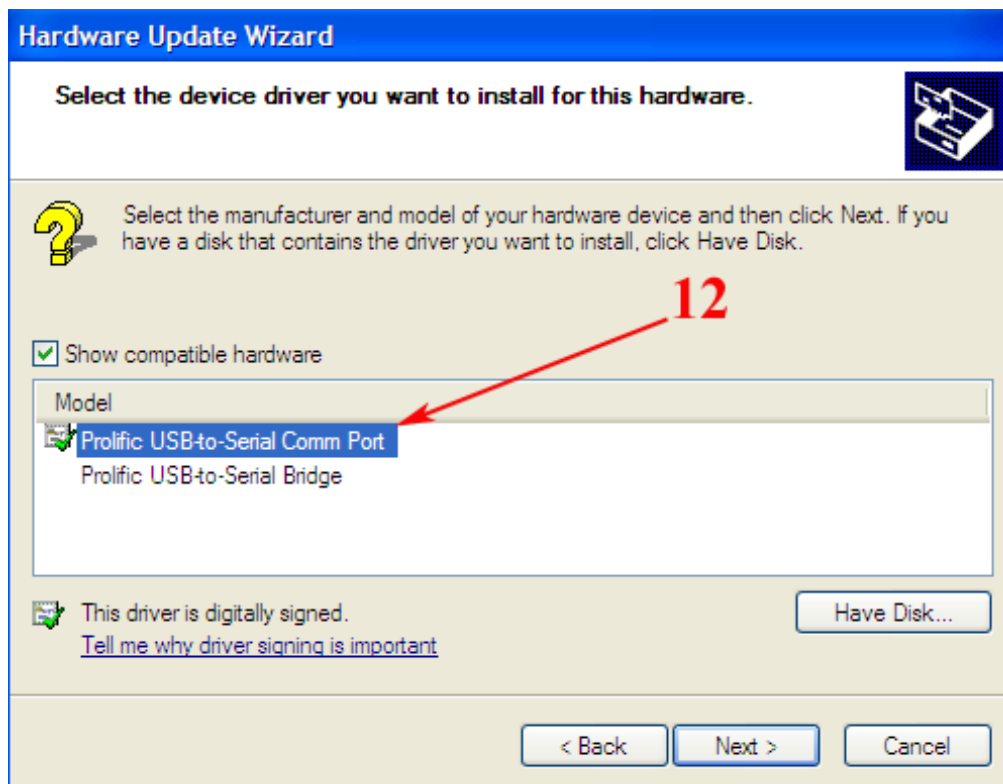 Hardware Update Wizard
Select the device driver you want to install for this hardware.
Select the manufacturer and model of your hardware device and then click Next. If you
have a disk that contains the driver you want to install, click Have Disk.
12
Show compatible hardware
Model
Prolific USB-to-Serial Comm Port
Prolific USB-to-Serial Bridge
This driver is digitally signed.
Have Disk...
Tell me why driver signing is important
< Back Next > Cancel